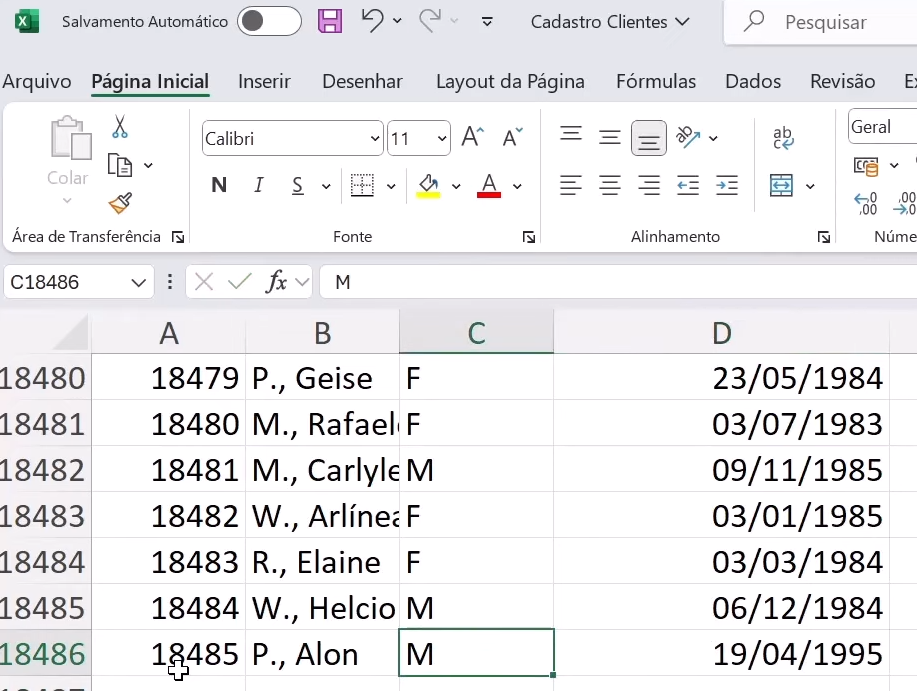 Salvamento Automático Cadastro Clientes Pesquisar
Arquivo Página Inicial Inserir Desenhar Layout da Página Fórmulas Dados Revisão
Colar Calibri 11 ab Geral
N I S A
Área de Transferência Fonte Alinhamento
C18486 fx M
A B C D
18480 18479 P., Geise F 23/05/1984
18481 18480 M., Rafael F 03/07/1983
18482 18481 M., Carlyle M 09/11/1985
18483 18482 W., Arlínea F 03/01/1985
18484 18483 R., Elaine F 03/03/1984
18485 18484 W., Helcio M 06/12/1984
18486 18485 P., Alon M 19/04/1995